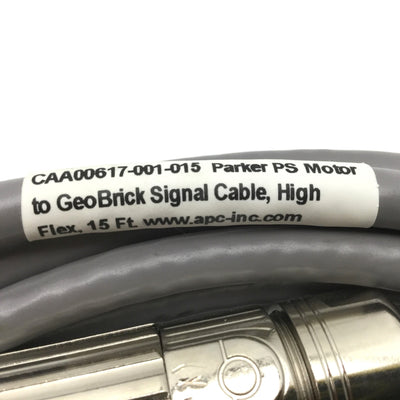 CAA00617-001-015 Parker PS Motor
to GeoBrick Signal Cable, High
Flex, 15 Ft. www.apc-inc.com